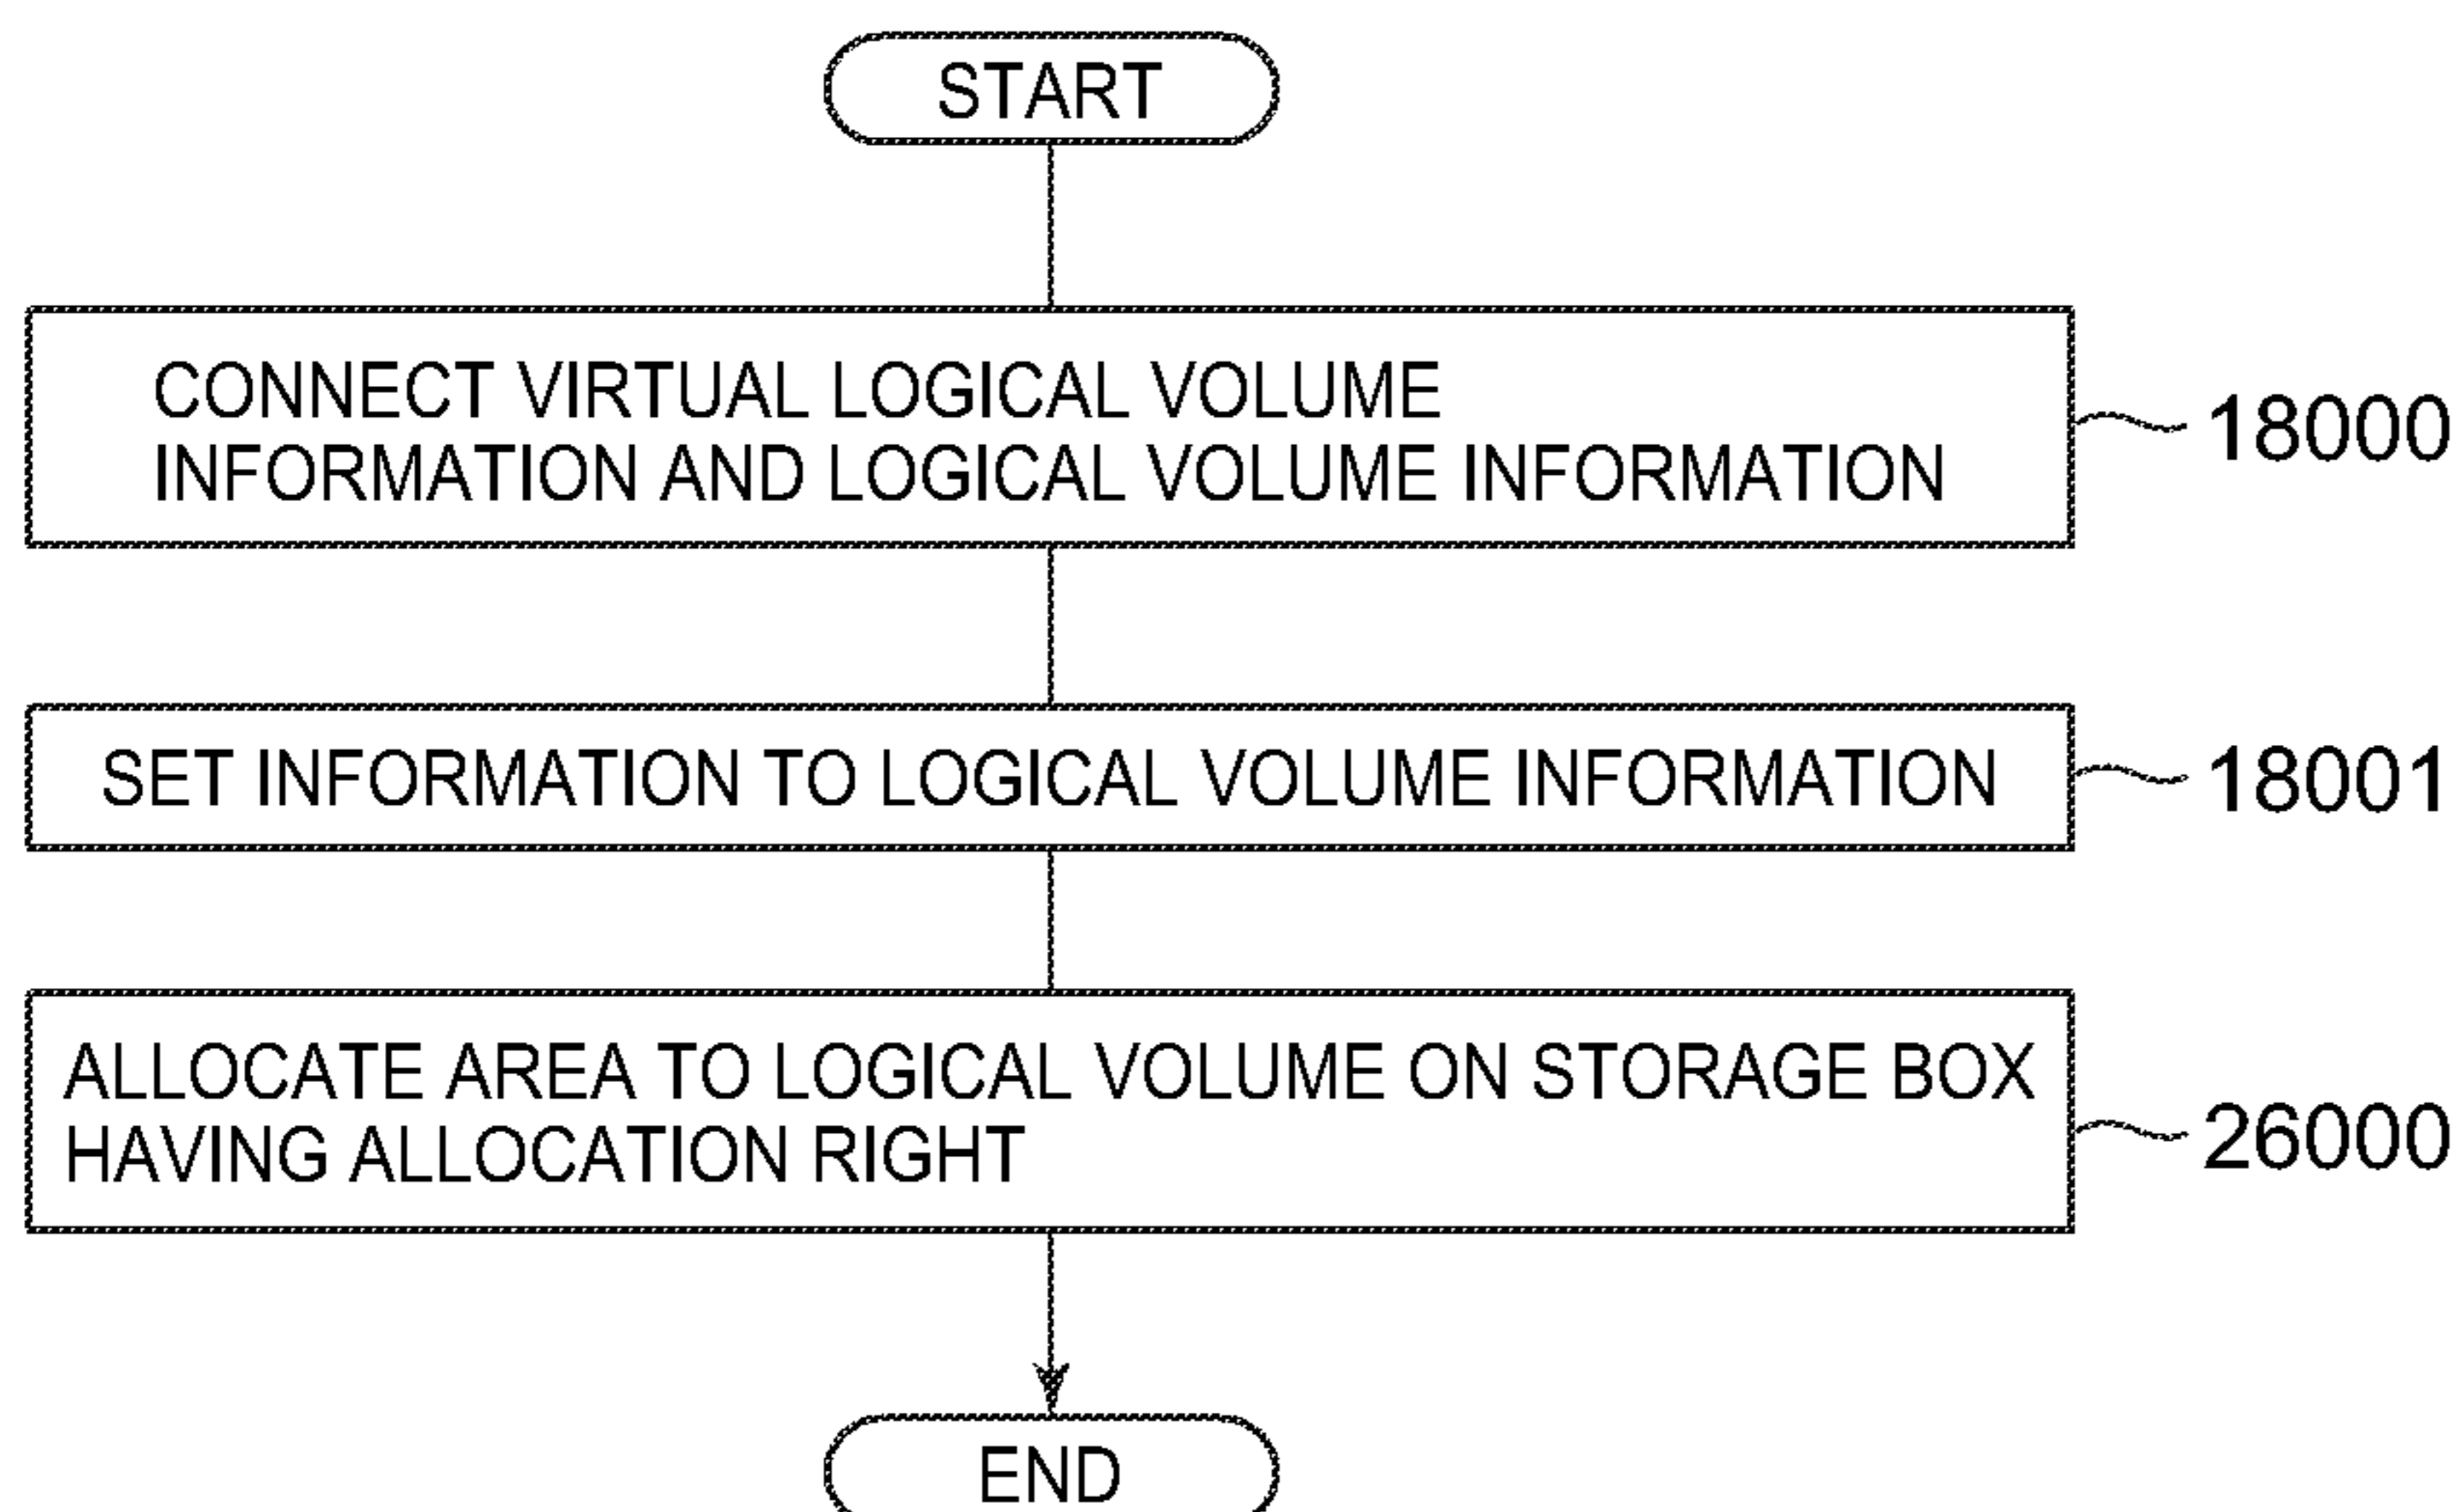 START
CONNECT VIRTUAL LOGICAL VOLUME
INFORMATION AND LOGICAL VOLUME INFORMATION
18000
SET INFORMATION TO LOGICAL VOLUME INFORMATION
18001
ALLOCATE AREA TO LOGICAL VOLUME ON STORAGE BOX
HAVING ALLOCATION RIGHT
26000
END